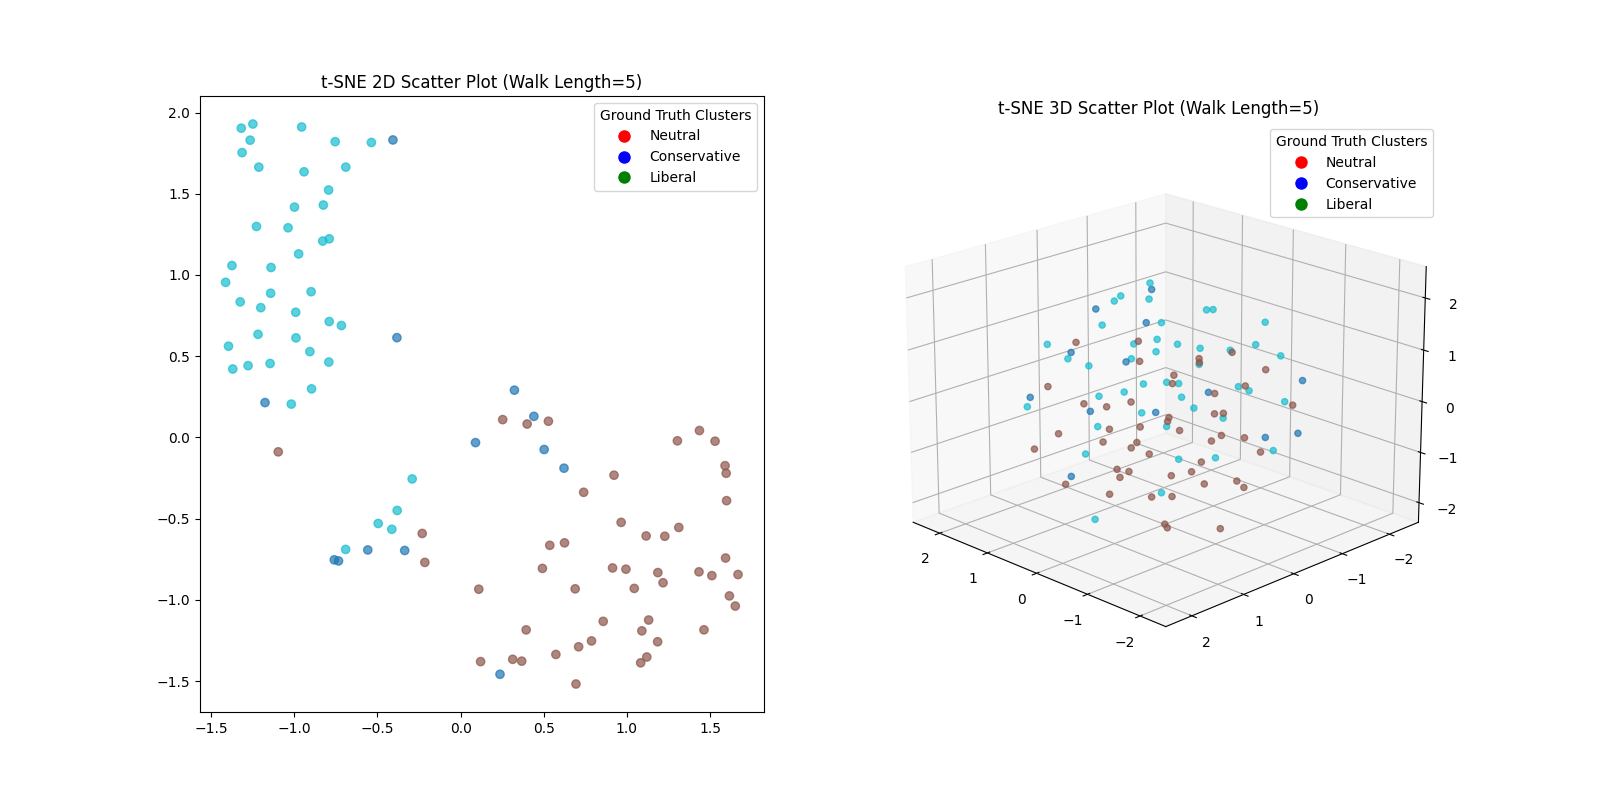 t-SNE 2D Scatter Plot (Walk Length=5)
Ground Truth Clusters
Neutral
Conservative
Liberal
2.0
1.5
1.0
0.5
0.0
−0.5
−1.0
−1.5
−1.5 −1.0 −0.5 0.0 0.5 1.0 1.5
t-SNE 3D Scatter Plot (Walk Length=5)
Ground Truth Clusters
Neutral
Conservative
Liberal
2
1
0
−1
−2
2
1
0
−1
−2
2
1
0
−1
−2